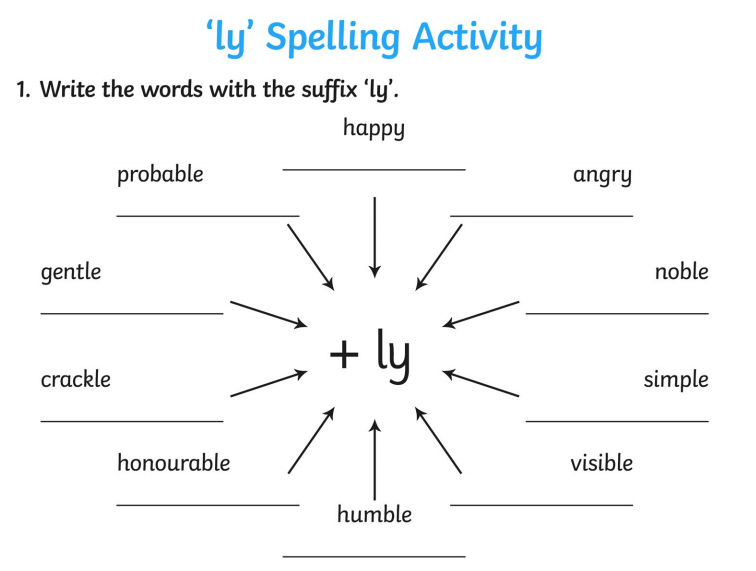 ‘ly’ Spelling Activity
1. Write the words with the suffix ‘ly’.
happy
probable
angry
gentle
noble
+ ly
crackle
simple
honourable
visible
humble